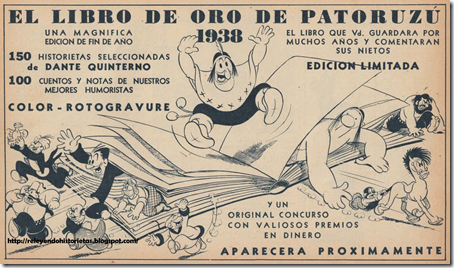 EL LIBRO DE ORO DE PATORUZÚ
1938
UNA MAGNIFICA
EDICION DE FIN DE AÑO
150 HISTORIETAS SELECCIONADAS
de DANTE QUINTERNO
100 CUENTOS Y NOTAS DE NUESTROS
MEJORES HUMORISTAS
COLOR - ROTOGRAVURE
EL LIBRO QUE Vd. GUARDARA POR
MUCHOS AÑOS Y COMENTARAN
SUS NIETOS
EDICION LIMITADA
Y UN
ORIGINAL CONCURSO
CON VALIOSOS PREMIOS
EN DINERO
APARECERA PROXIMAMENTE
http://releyendohistorietas.blogspot.com/